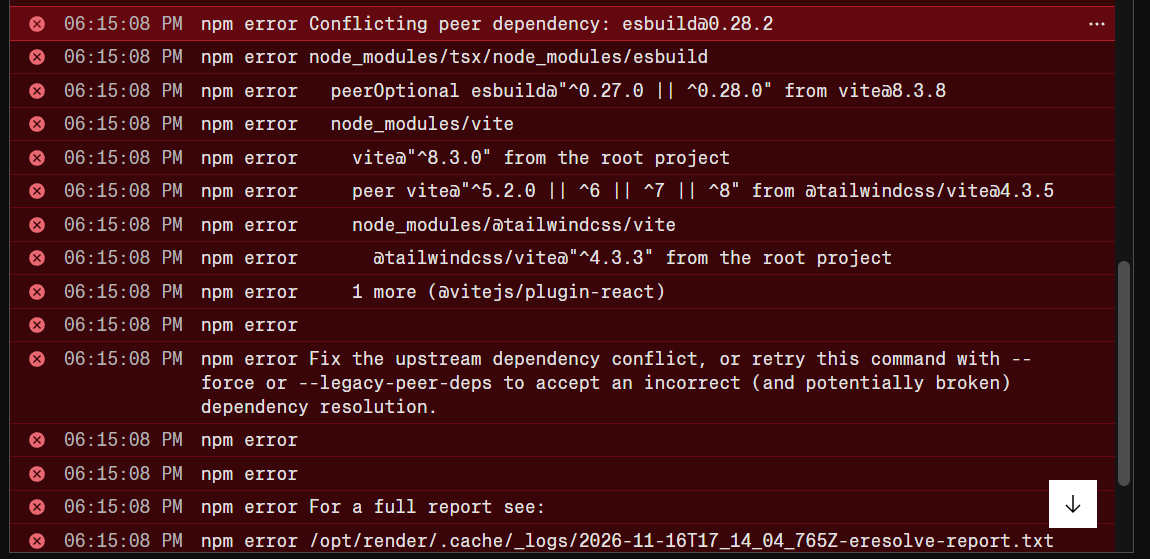 06:15:08 PM npm error Conflicting peer dependency: esbuild@0.28.2 ...
06:15:08 PM npm error node_modules/tsx/node_modules/esbuild
06:15:08 PM npm error   peerOptional esbuild@"^0.27.0 || ^0.28.0" from vite@8.3.8
06:15:08 PM npm error   node_modules/vite
06:15:08 PM npm error     vite@"^8.3.0" from the root project
06:15:08 PM npm error     peer vite@"^5.2.0 || ^6 || ^7 || ^8" from @tailwindcss/vite@4.3.5
06:15:08 PM npm error     node_modules/@tailwindcss/vite
06:15:08 PM npm error       @tailwindcss/vite@"^4.3.3" from the root project
06:15:08 PM npm error     1 more (@vitejs/plugin-react)
06:15:08 PM npm error
06:15:08 PM npm error Fix the upstream dependency conflict, or retry this command with --
force or --legacy-peer-deps to accept an incorrect (and potentially broken)
dependency resolution.
06:15:08 PM npm error
06:15:08 PM npm error
06:15:08 PM npm error For a full report see:
06:15:08 PM npm error /opt/render/.cache/_logs/2026-11-16T17_14_04_765Z-eresolve-report.txt